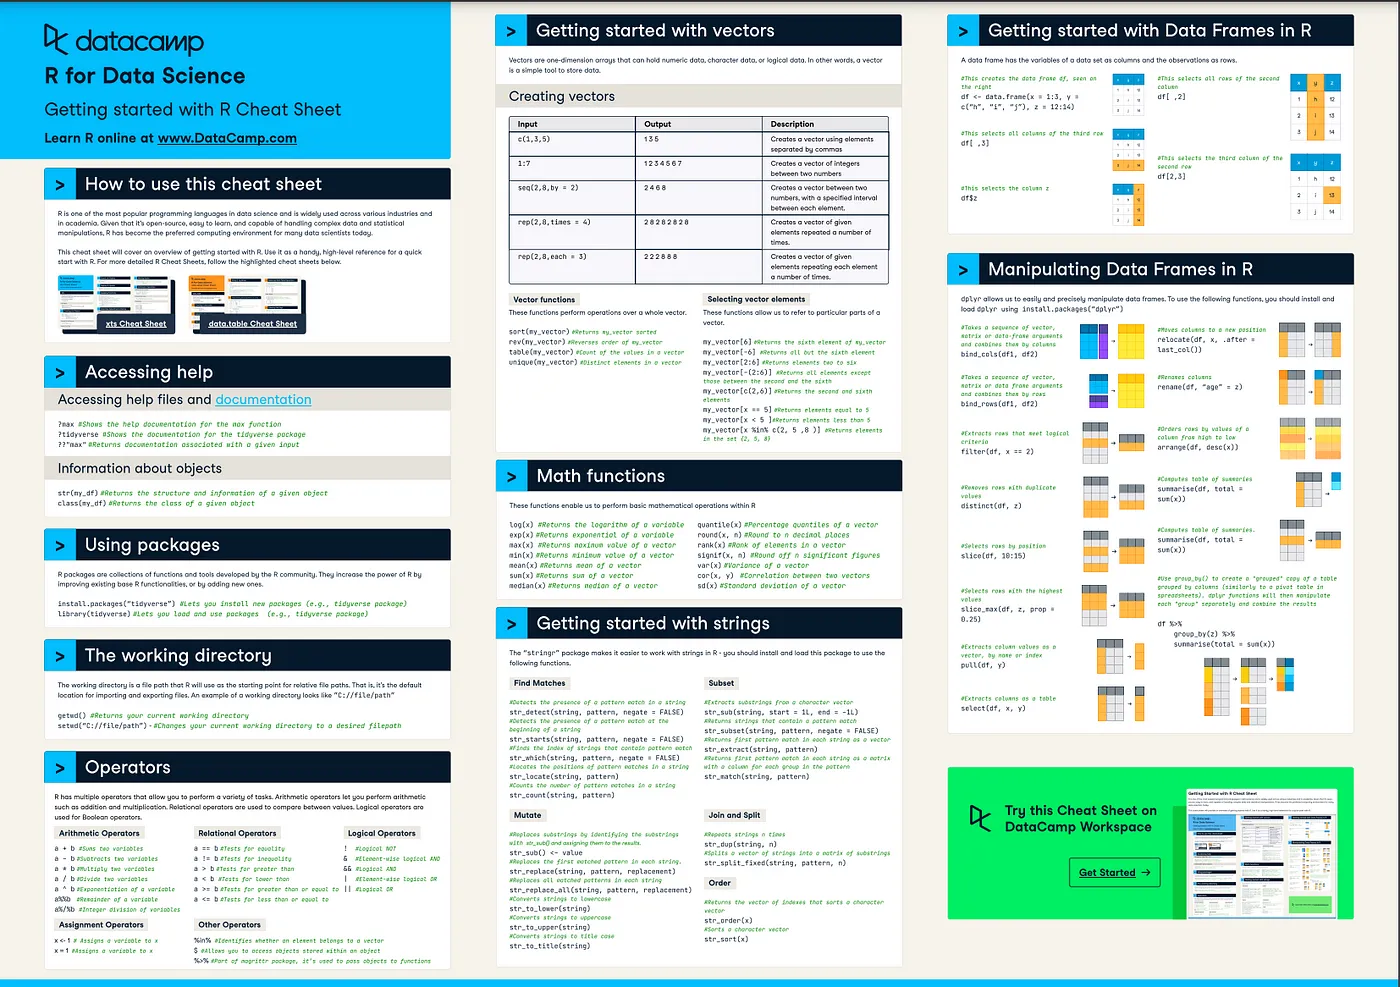 datacamp
R for Data Science
Getting started with R Cheat Sheet
Learn R online at www.DataCamp.com
> How to use this cheat sheet
R is one of the most popular programming languages in data science and is widely used across various industries and
in academia. Given that it's open-source, easy to learn, and capable of handling complex data and statistical
manipulations, R has become the preferred computing environment for many data scientists today.
This cheat sheet will cover an overview of getting started with R. Use it as a handy, high-level reference for a quick
start with R. For more detailed R Cheat Sheets, follow the highlighted cheat sheets below.
xts Cheat Sheet
data.table Cheat Sheet
> Accessing help
Accessing help files and documentation
?max #Shows the help documentation for the max function
?tidyverse #Shows the documentation for the tidyverse package
??"max" #Returns documentation associated with a given input
Information about objects
str(my_df) #Returns the structure and information of a given object
class(my_df) #Returns the class of a given object
> Using packages
R packages are collections of functions and tools developed by the R community. They increase the power of R by
improving existing base R functionalities, or by adding new ones.
install.packages("tidyverse") #Lets you install new packages (e.g., tidyverse package)
library(tidyverse) #Lets you load and use packages (e.g., tidyverse package)
> The working directory
The working directory is a file path that R will use as the starting point for relative file paths. That is, it's the default
location for importing and exporting files. An example of a working directory looks like "C://file/path"
getwd() #Returns your current working directory
setwd("C://file/path") - #Changes your current working directory to a desired filepath
> Operators
R has multiple operators that allow you to perform a variety of tasks. Arithmetic operators let you perform arithmetic
such as addition and multiplication. Relational operators are used to compare between values. Logical operators are
used for Boolean operators.
Arithmetic Operators
a + b #Sums two variables
a - b #Subtracts two variables
a * b #Multiply two variables
a / b #Divide two variables
a ^ b #Exponentiation of a variable
a%%b #Remainder of a variable
a%/%b #Integer division of variables
Relational Operators
a == b #Tests for equality
a != b #Tests for inequality
a > b #Tests for greater than
a < b #Tests for lower than
a >= b #Tests for greater than or equal to
a <= b #Tests for less than or equal to
Logical Operators
! #Logical NOT
& #Element-wise logical AND
&& #Logical AND
| #Element-wise logical OR
|| #Logical OR
Assignment Operators
x <- 1 # Assigns a variable to x
x = 1 #Assigns a variable to x
Other Operators
%in% #Identifies whether an element belongs to a vector
$ #Allows you to access objects stored within an object
%>% #Part of magrittr package, it's used to pass objects to functions
> Getting started with vectors
Vectors are one-dimension arrays that can hold numeric data, character data, or logical data. In other words, a vector
is a simple tool to store data.
Creating vectors
Input Output Description
c(1,3,5) 1 3 5 Creates a vector using elements
separated by commas
1:7 1 2 3 4 5 6 7 Creates a vector of integers
between two numbers
seq(2,8,by = 2) 2 4 6 8 Creates a vector between two
numbers, with a specified interval
between each element.
rep(2,8,times = 4) 2 8 2 8 2 8 2 8 Creates a vector of given
elements repeated a number of
times.
rep(2,8,each = 3) 2 2 2 8 8 8 Creates a vector of given
elements repeating each element
a number of times.
Vector functions
These functions perform operations over a whole vector.
sort(my_vector) #Returns my_vector sorted
rev(my_vector) #Reverses order of my_vector
table(my_vector) #Count of the values in a vector
unique(my_vector) #Distinct elements in a vector
Selecting vector elements
These functions allow us to refer to particular parts of a
vector.
my_vector[6] #Returns the sixth element of my_vector
my_vector[-6] #Returns all but the sixth element
my_vector[2:6] #Returns elements two to six
my_vector[-(2:6)] #Returns all elements except
those between the second and the sixth
my_vector[c(2,6)] #Returns the second and sixth
elements
my_vector[x == 5] #Returns elements equal to 5
my_vector[x < 5 ] #Returns elements less than 5
my_vector[x %in% c(2, 5 ,8 )] #Returns elements
in the set {2, 5, 8}
> Math functions
These functions enable us to perform basic mathematical operations within R
log(x) #Returns the logarithm of a variable
exp(x) #Returns exponential of a variable
max(x) #Returns maximum value of a vector
min(x) #Returns minimum value of a vector
mean(x) #Returns mean of a vector
sum(x) #Returns sum of a vector
median(x) #Returns median of a vector
quantile(x) #Percentage quantiles of a vector
round(x, n) #Round to n decimal places
rank(x) #Rank of elements in a vector
signif(x, n) #Round off n significant figures
var(x) #Variance of a vector
cor(x, y) #Correlation between two vectors
sd(x) #Standard deviation of a vector
> Getting started with strings
The "stringr" package makes it easier to work with strings in R - you should install and load this package to use the
following functions.
Find Matches
#Detects the presence of a pattern match in a string
str_detect(string, pattern, negate = FALSE)
#Detects the presence of a pattern match at the
beginning of a string
str_starts(string, pattern, negate = FALSE)
#Finds the index of strings that contain pattern match
str_which(string, pattern, negate = FALSE)
#Locates the positions of pattern matches in a string
str_locate(string, pattern)
#Counts the number of pattern matches in a string
str_count(string, pattern)
Subset
#Extracts substrings from a character vector
str_sub(string, start = 1L, end = -1L)
#Returns strings that contain a pattern match
str_subset(string, pattern, negate = FALSE)
#Returns first pattern match in each string as a vector
str_extract(string, pattern)
#Returns first pattern match in each string as a matrix
with a column for each group in the pattern
str_match(string, pattern)
Mutate
#Replaces substrings by identifying the substrings
with str_sub() and assigning them to the results.
str_sub() <- value
#Replaces the first matched pattern in each string.
str_replace(string, pattern, replacement)
#Replaces all matched patterns in each string
str_replace_all(string, pattern, replacement)
#Converts strings to lowercase
str_to_lower(string)
#Converts strings to uppercase
str_to_upper(string)
#Converts strings to title case
str_to_title(string)
Join and Split
#Repeats strings n times
str_dup(string, n)
#Splits a vector of strings into a matrix of substrings
str_split_fixed(string, pattern, n)
Order
#Returns the vector of indexes that sorts a character
vector
str_order(x)
#Sorts a character vector
str_sort(x)
> Getting started with Data Frames in R
A data frame has the variables of a data set as columns and the observations as rows.
#This creates the data frame df, seen on
the right
df <- data.frame(x = 1:3, y =
c("h", "i", "j"), z = 12:14)
#This selects all columns of the third row
df[ ,3]
#This selects the column z
df$z
#This selects all rows of the second
column
df[ ,2]
x y z
1 h 12
2 i 13
3 j 14
#This selects the third column of the
second row
df[2,3]
x y z
1 h 12
2 i 13
3 j 14
> Manipulating Data Frames in R
dplyr allows us to easily and precisely manipulate data frames. To use the following functions, you should install and
load dplyr using install.packages("dplyr")
#Takes a sequence of vector,
matrix or data-frame arguments
and combines them by columns
bind_cols(df1, df2)
#Takes a sequence of vector,
matrix or data frame arguments
and combines them by rows
bind_rows(df1, df2)
#Extracts rows that meet logical
criteria
filter(df, x == 2)
#Removes rows with duplicate
values
distinct(df, z)
#Selects rows by position
slice(df, 10:15)
#Selects rows with the highest
values
slice_max(df, z, prop =
0.25)
#Extracts column values as a
vector, by name or index
pull(df, y)
#Extracts columns as a table
select(df, x, y)
#Moves columns to a new position
relocate(df, x, .after =
last_col())
#Renames columns
rename(df, "age" = z)
#Orders rows by values of a
column from high to low
arrange(df, desc(x))
#Computes table of summaries
summarise(df, total =
sum(x))
#Computes table of summaries.
summarise(df, total =
sum(x))
#Use group_by() to create a "grouped" copy of a table
grouped by columns (similarly to a pivot table in
spreadsheets). dplyr functions will then manipulate
each "group" separately and combine the results
df %>%
group_by(z) %>%
summarise(total = sum(x))
Try this Cheat Sheet on
DataCamp Workspace
Get Started →
Getting Started with R Cheat Sheet